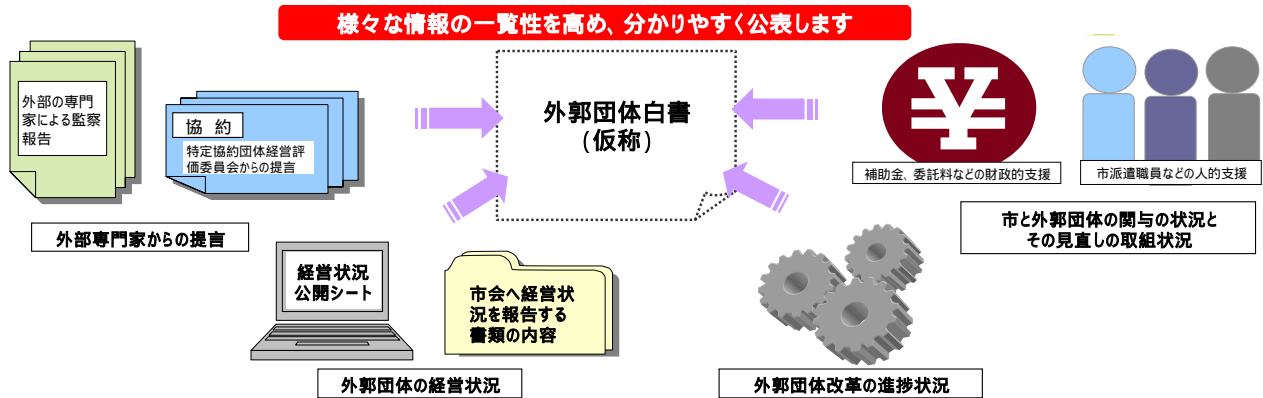 様々な情報の一覧性を高め、分かりやすく公表します
外部の専門
家による監察
報告
協 約
特定協約団体経営評
価委員会からの提言
外部専門家からの提言
外郭団体白書
(仮称)
補助金、委託料などの財政的支援
市派遣職員などの人的支援
市と外郭団体の関与の状況と
その見直しの取組状況
経営状況
公開シート
市会へ経営状
況を報告する
書類の内容
外郭団体の経営状況
外郭団体改革の進捗状況